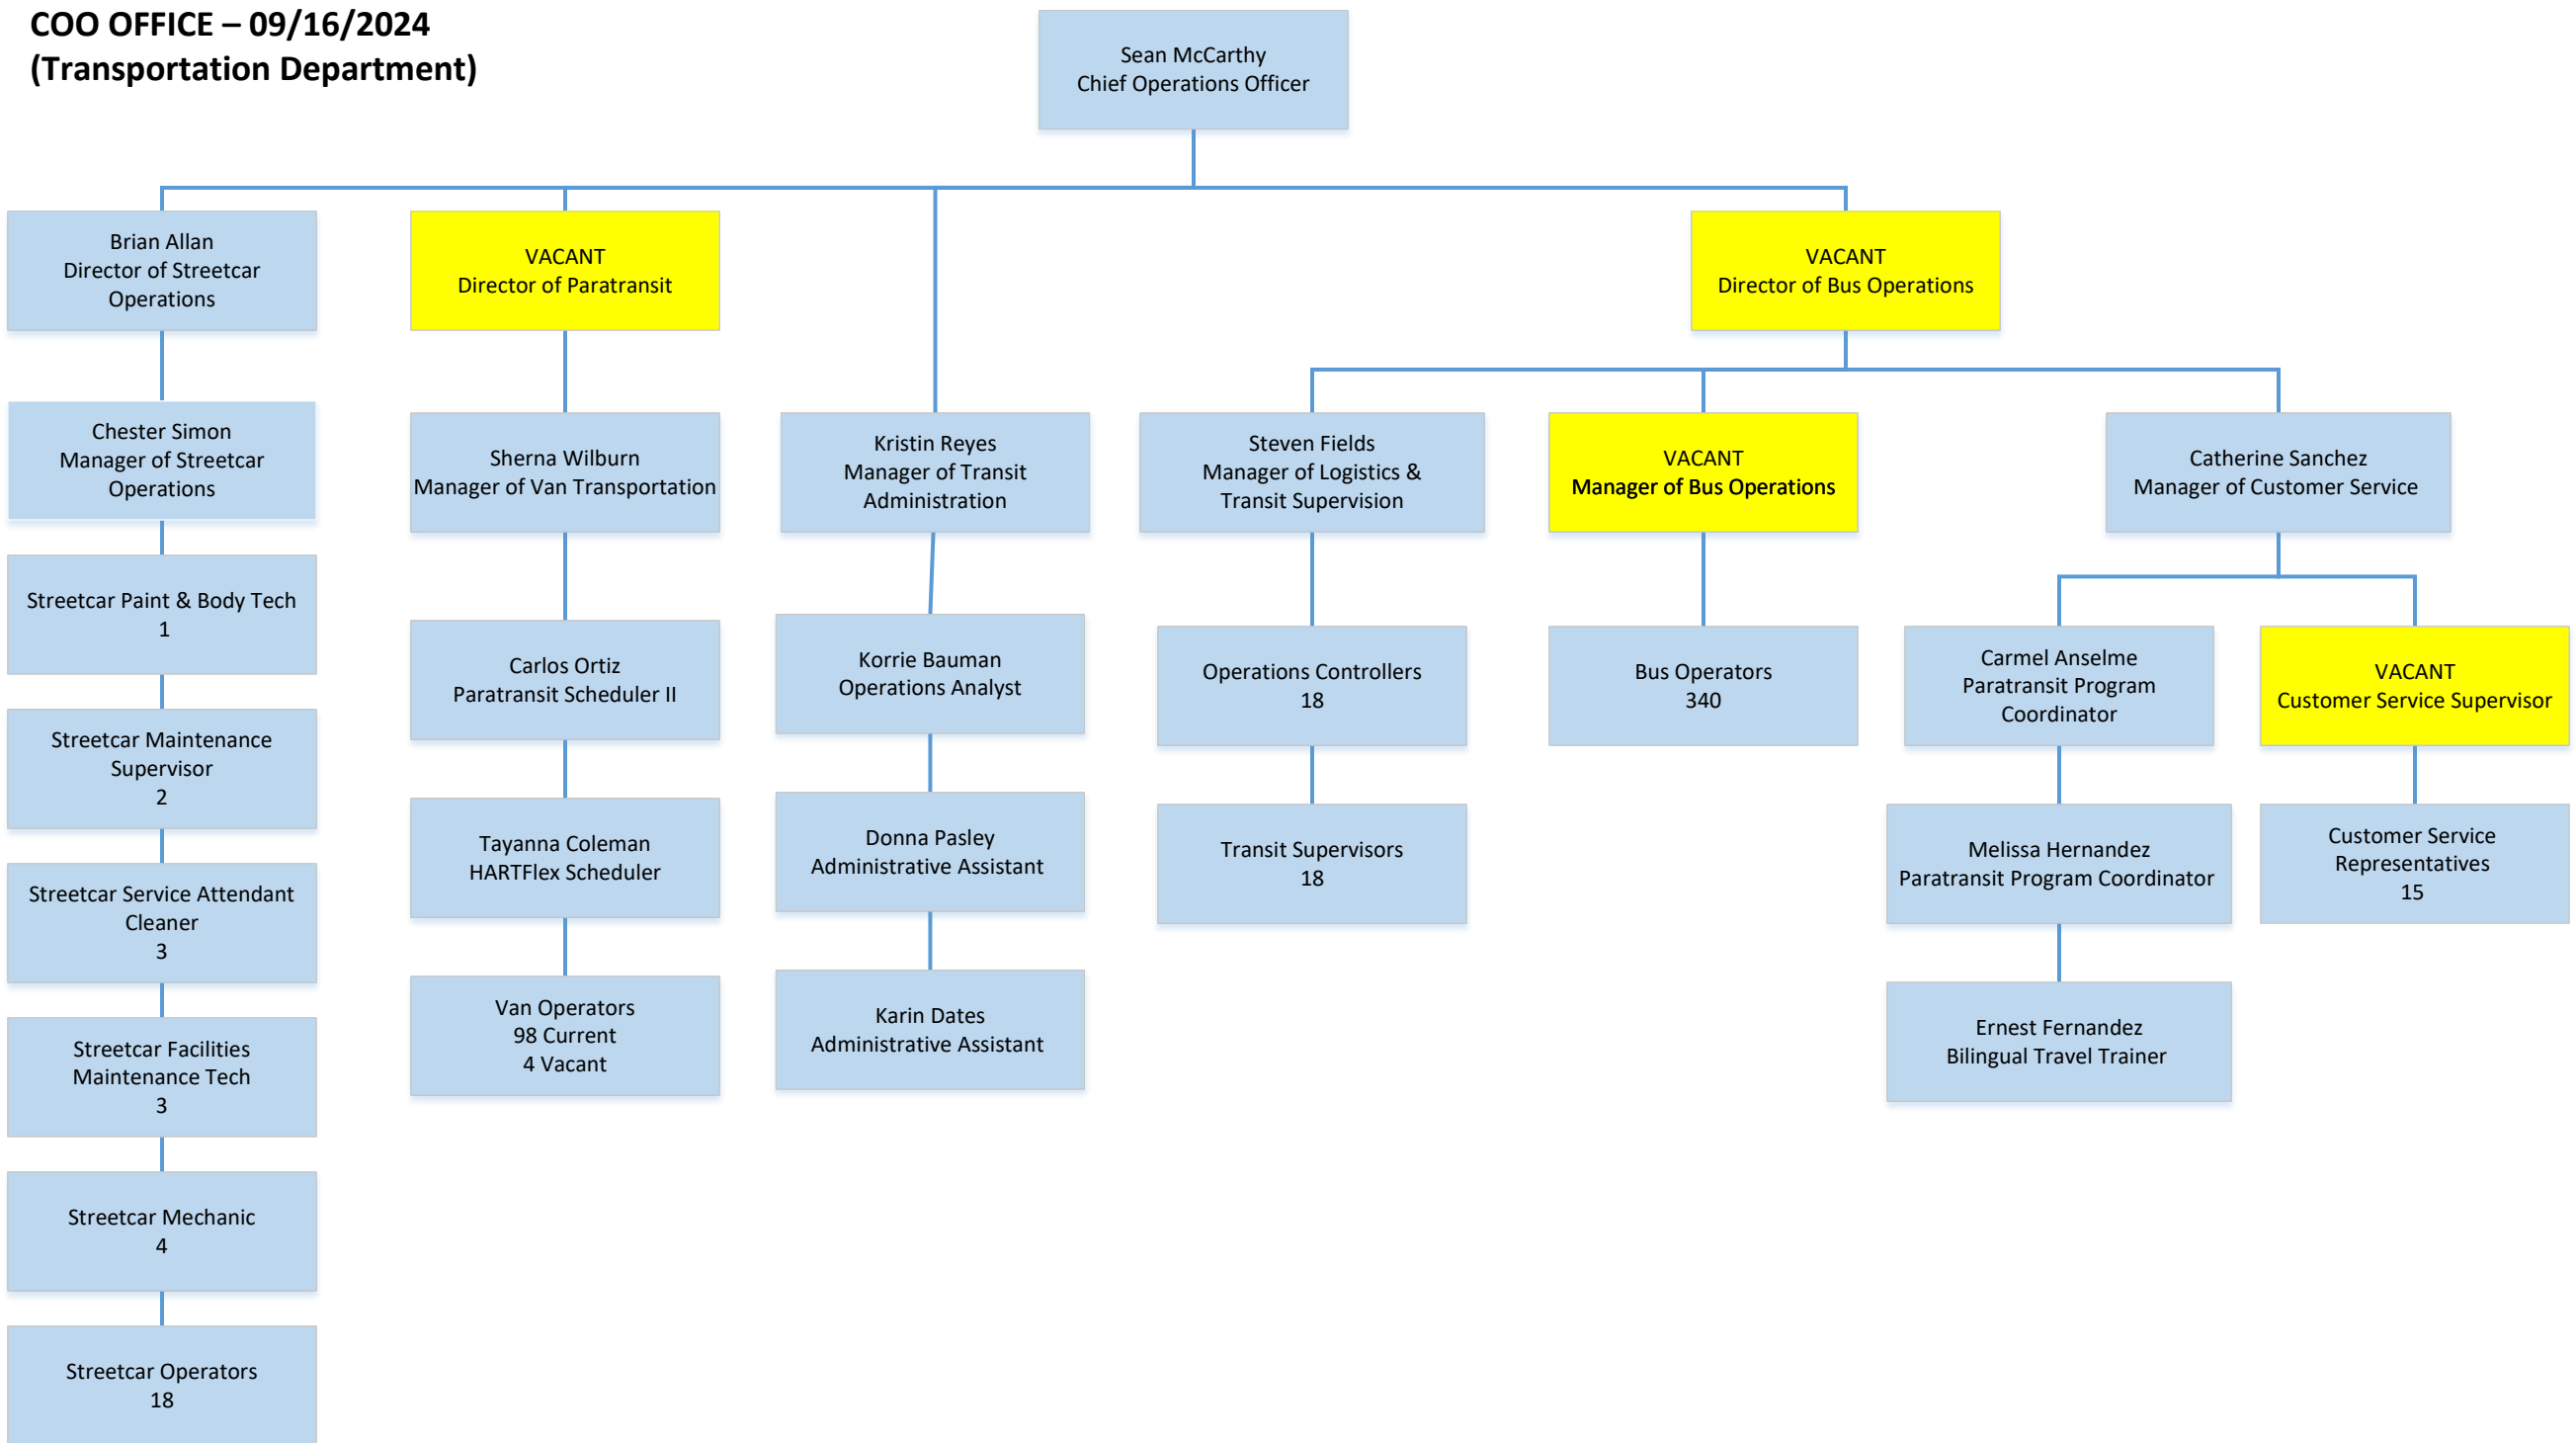 COO OFFICE – 09/16/2024
(Transportation Department)
Sean McCarthy
Chief Operations Officer
Brian Allan
Director of Streetcar
Operations
VACANT
Director of Paratransit
VACANT
Director of Bus Operations
Chester Simon
Manager of Streetcar
Operations
Sherna Wilburn
Manager of Van Transportation
Kristin Reyes
Manager of Transit
Administration
Steven Fields
Manager of Logistics &
Transit Supervision
VACANT
Manager of Bus Operations
Catherine Sanchez
Manager of Customer Service
Streetcar Paint & Body Tech
1
Streetcar Maintenance
Supervisor
2
Streetcar Service Attendant
Cleaner
3
Streetcar Facilities
Maintenance Tech
3
Streetcar Mechanic
4
Streetcar Operators
18
Carlos Ortiz
Paratransit Scheduler II
Tayanna Coleman
HARTFlex Scheduler
Van Operators
98 Current
4 Vacant
Korrie Bauman
Operations Analyst
Donna Pasley
Administrative Assistant
Karin Dates
Administrative Assistant
Operations Controllers
18
Transit Supervisors
18
Bus Operators
340
Carmel Anselme
Paratransit Program
Coordinator
Melissa Hernandez
Paratransit Program Coordinator
Ernest Fernandez
Bilingual Travel Trainer
VACANT
Customer Service Supervisor
Customer Service
Representatives
15